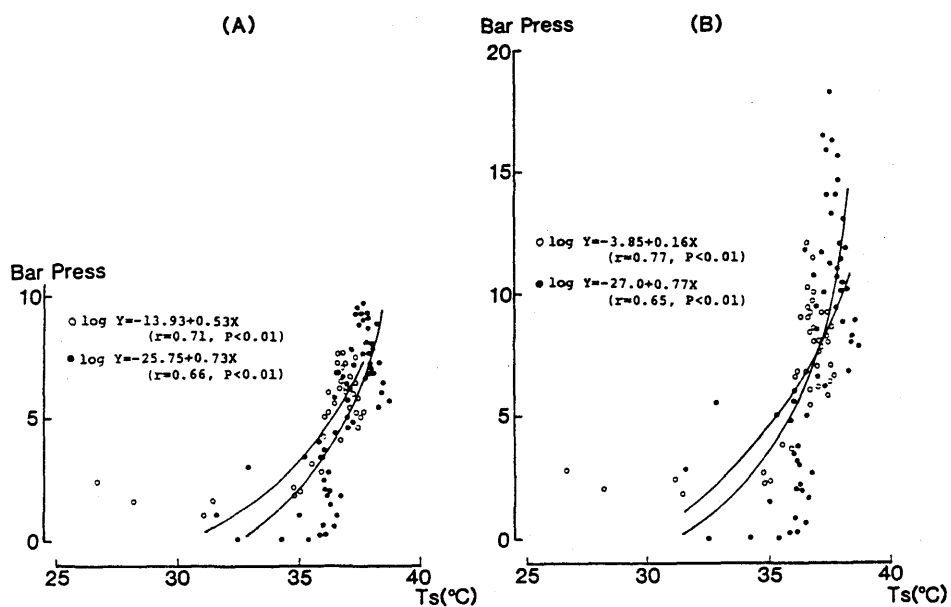 (A)
Bar Press
10
5
0
○ log Y=-13.93+0.53X
(r=0.71, P<0.01)
● log Y=-25.75+0.73X
(r=0.66, P<0.01)
25 30 35 40
Ts(°C)
(B)
Bar Press
20
15
10
5
0
○ log Y=-3.85+0.16X
(r=0.77, P<0.01)
● log Y=-27.0+0.77X
(r=0.65, P<0.01)
25 30 35 40
Ts(°C)